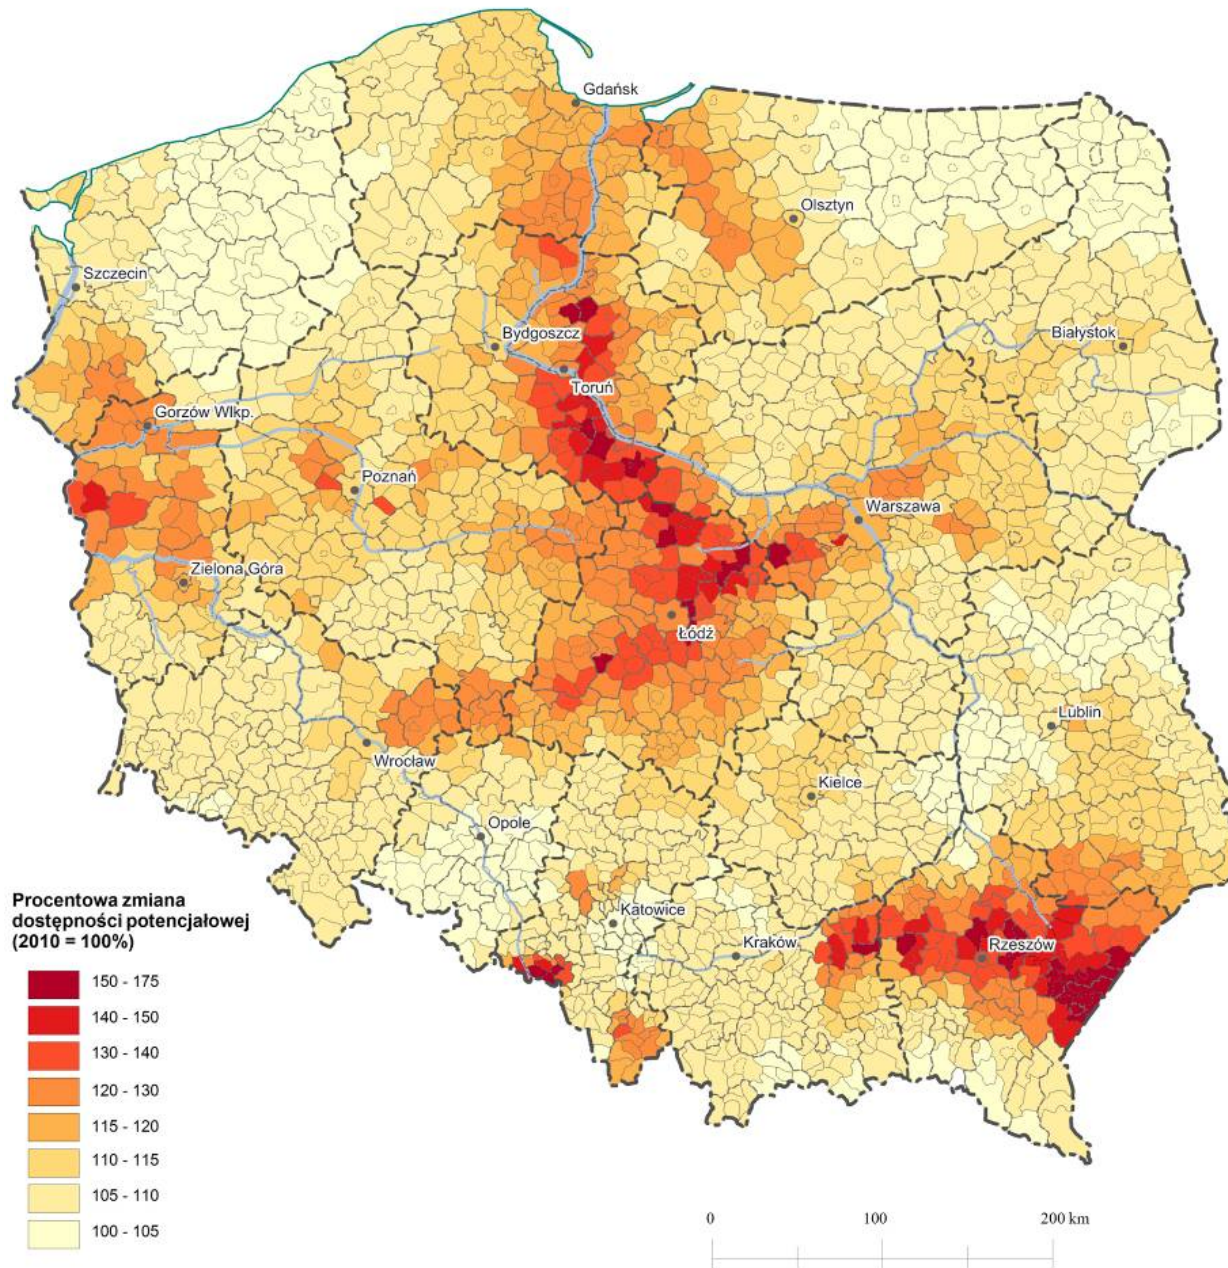 Gdańsk
Olsztyn
Szczecin
Bydgoszcz
Białystok
Toruń
Gorzów Wlkp.
Poznań
Warszawa
Zielona Góra
Łódź
Lublin
Wrocław
Kielce
Opole
Katowice
Kraków
Rzeszów
Procentowa zmiana
dostępności potencjałowej
(2010 = 100%)
150 - 175
140 - 150
130 - 140
120 - 130
115 - 120
110 - 115
105 - 110
100 - 105
0 100 200 km